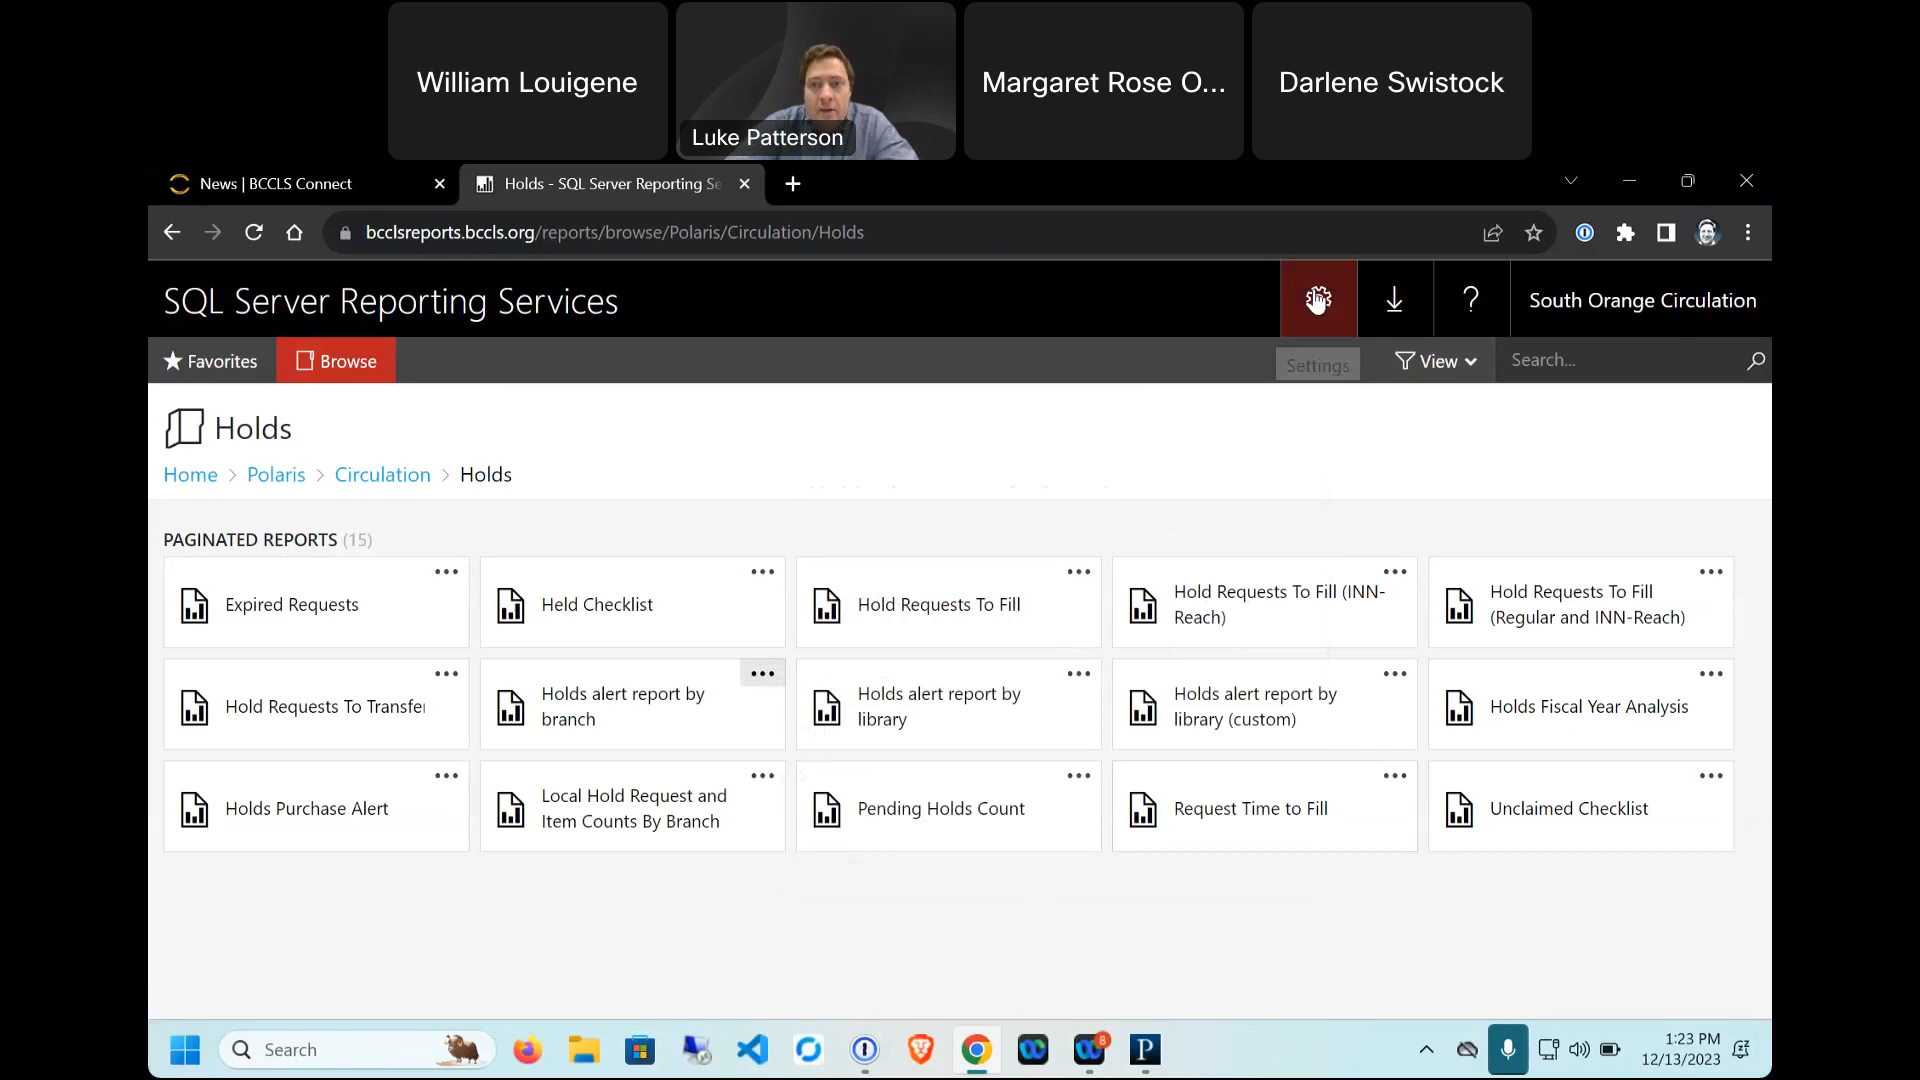 William Louigene
Luke Patterson
Margaret Rose O...
Darlene Swistock
News | BCCLS Connect
Holds - SQL Server Reporting Se
bcclsreports.bccls.org/reports/browse/Polaris/Circulation/Holds
SQL Server Reporting Services
South Orange Circulation
Favorites
Browse
Settings
View
Search...
Holds
Home > Polaris > Circulation > Holds
PAGINATED REPORTS (15)
Expired Requests
Held Checklist
Hold Requests To Fill
Hold Requests To Fill (INN-
Reach)
Hold Requests To Fill
(Regular and INN-Reach)
Hold Requests To Transfer
Holds alert report by
branch
Holds alert report by
library
Holds alert report by
library (custom)
Holds Fiscal Year Analysis
Holds Purchase Alert
Local Hold Request and
Item Counts By Branch
Pending Holds Count
Request Time to Fill
Unclaimed Checklist
Search
8
P
1:23 PM
12/13/2023